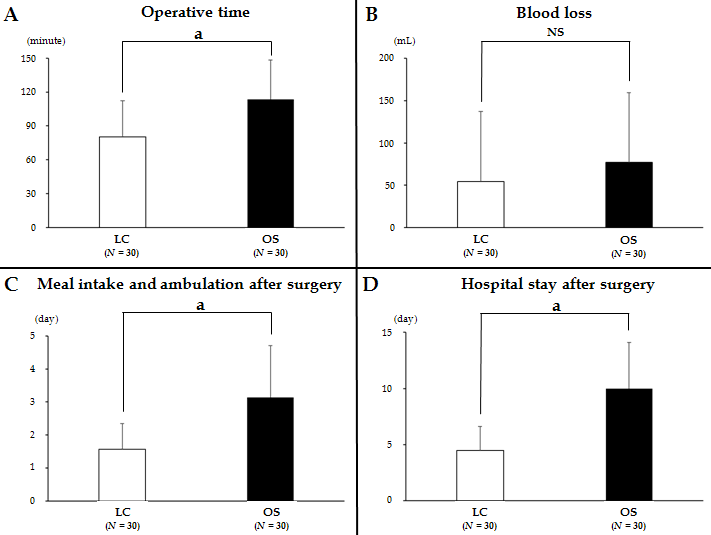 A
Operative time
(minute)
a
150
120
90
60
30
0
LC
OS
(N = 30)
(N = 30)
B
Blood loss
(mL)
NS
200
150
100
50
0
LC
OS
(N = 30)
(N = 30)
C
Meal intake and ambulation after surgery
(day)
a
5
4
3
2
1
0
LC
OS
(N = 30)
(N = 30)
D
Hospital stay after surgery
(day)
a
15
10
5
0
LC
OS
(N = 30)
(N = 30)